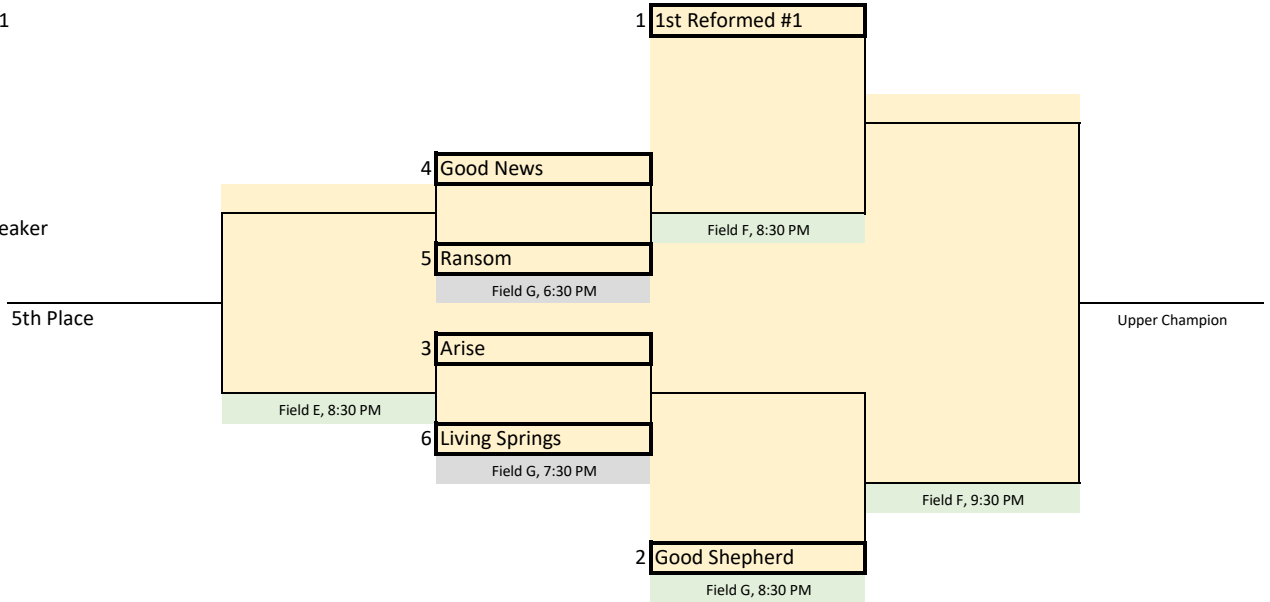 1
1 1st Reformed #1
4 Good News
eaker
Field F, 8:30 PM
5 Ransom
Field G, 6:30 PM
5th Place
Upper Champion
3 Arise
Field E, 8:30 PM
6 Living Springs
Field G, 7:30 PM
Field F, 9:30 PM
2 Good Shepherd
Field G, 8:30 PM